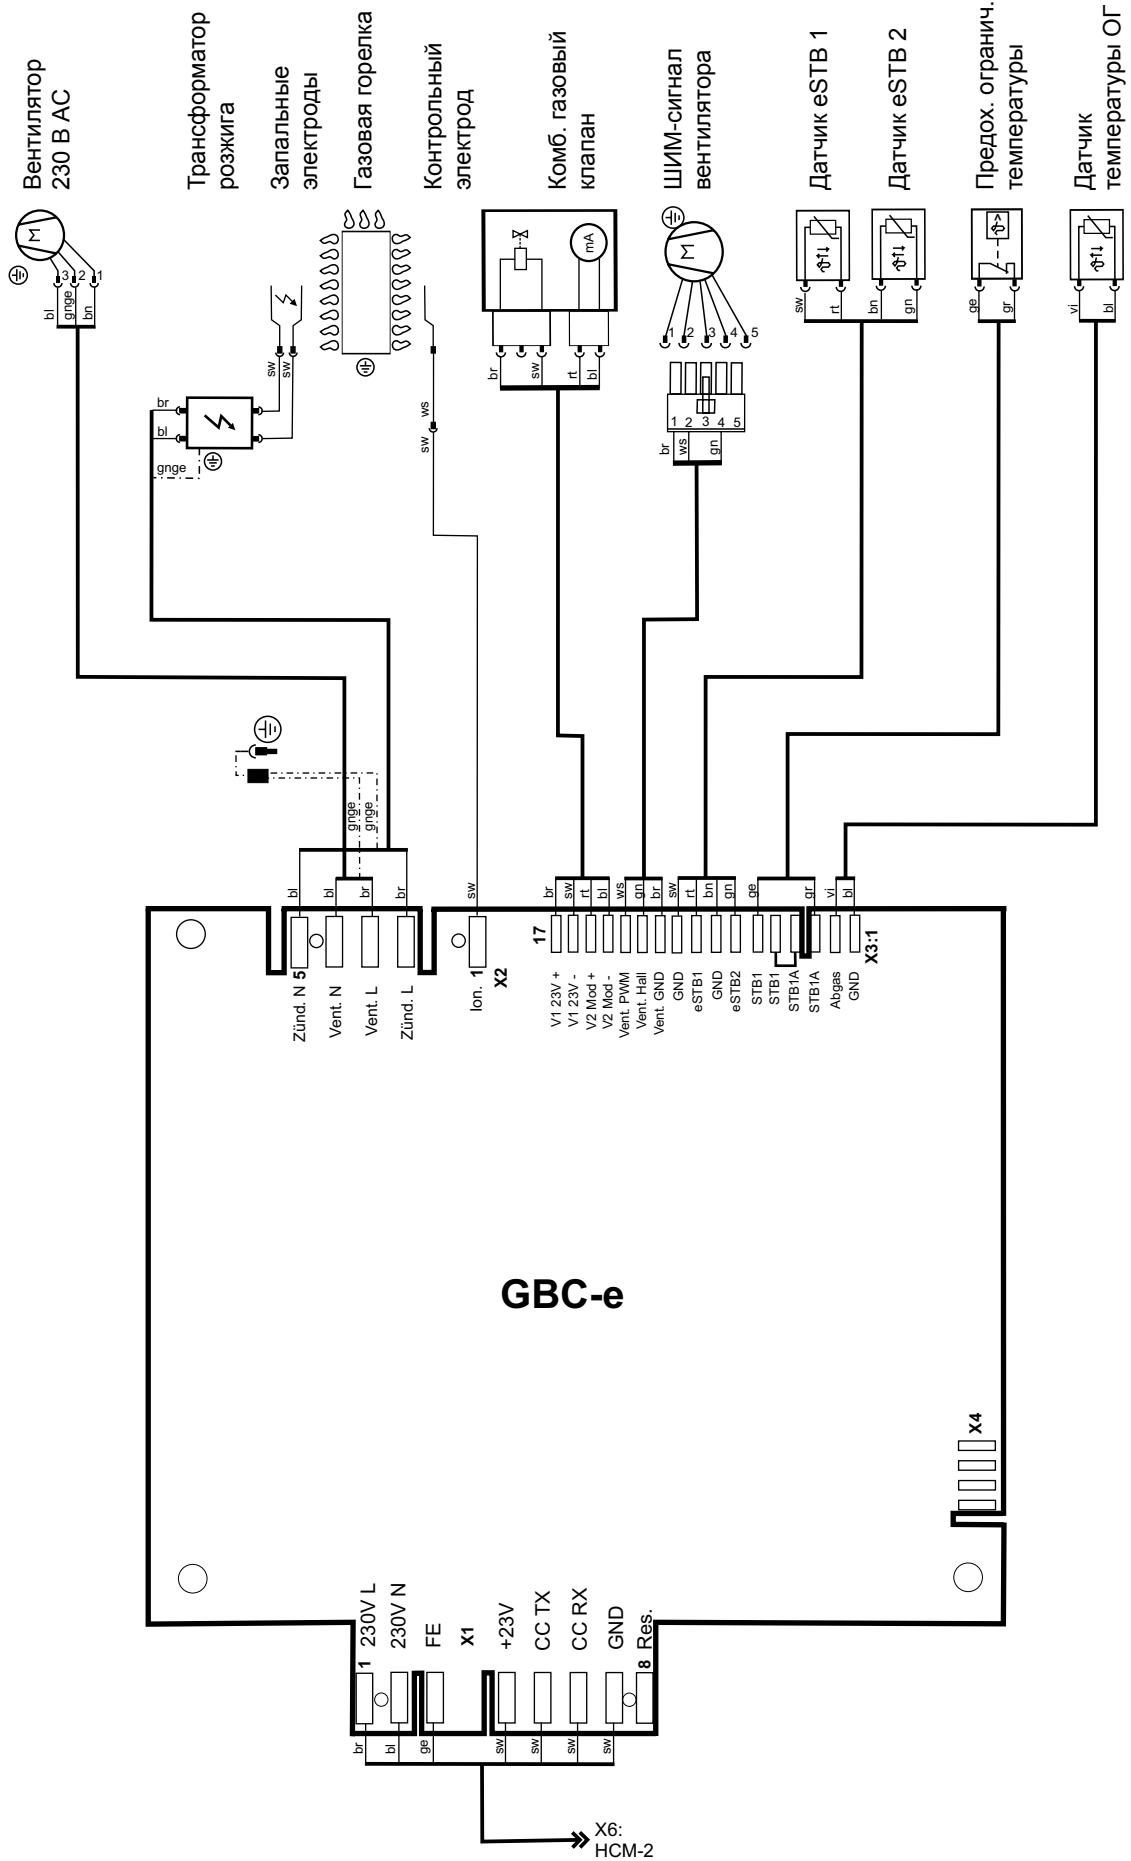 Вентилятор
230 В AC
Трансформатор
розжига
Запальные
электроды
Газовая горелка
Контрольный
электрод
Комб. газовый
клапан
ШИМ-сигнал
вентилятора
Датчик eSTB 1
Датчик eSTB 2
Предох. огранич.
температуры
Датчик
температуры ОГ
M
3
2
1
bl
gnge
bn
br
bl
gnge
sw
sw
ws
sw
mA
br
sw
rt
bl
M
1
2
3
4
5
1
2
3
4
5
br
ws
gn
sw
rt
bn
gn
ge
gr
vi
bl
gnge
gnge
bl
bl
br
br
sw
br
sw
rt
bl
ws
gn
br
sw
rt
bn
gn
ge
gr
vi
bl
Zünd. N 5
Vent. N
Vent. L
Zünd. L
Ion. 1
X2
17
V1 23V +
V1 23V -
V2 Mod +
V2 Mod -
Vent. PWM
Vent. Hall
Vent. GND
GND
eSTB1
GND
eSTB2
STB1
STB1
STB1A
STB1A
Abgas
GND
X3:1
GBC-e
X4
1 230V L
230V N
FE
X1
+23V
CC TX
CC RX
GND
8 Res.
br
bl
ge
sw
sw
sw
sw
X6:
HCM-2